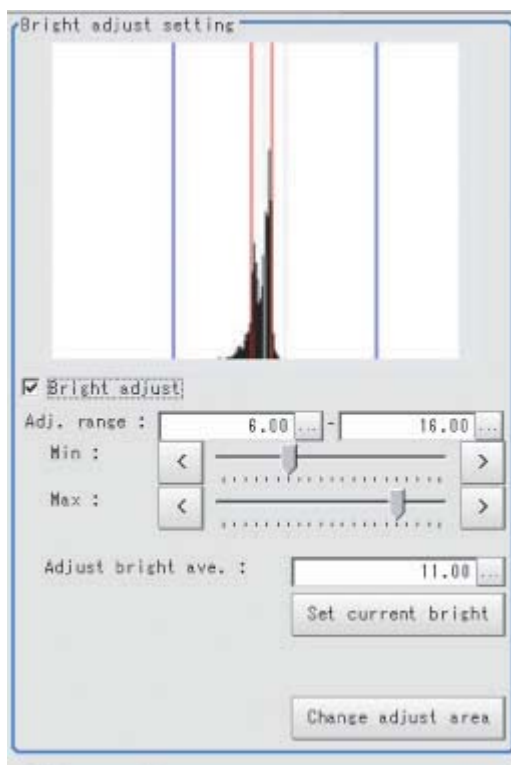 Bright adjust setting
Bright adjust
Adj. range : 6.00 ... - 16.00 ...
Min : < >
Max : < >
Adjust bright ave. : 11.00 ...
Set current bright
Change adjust area